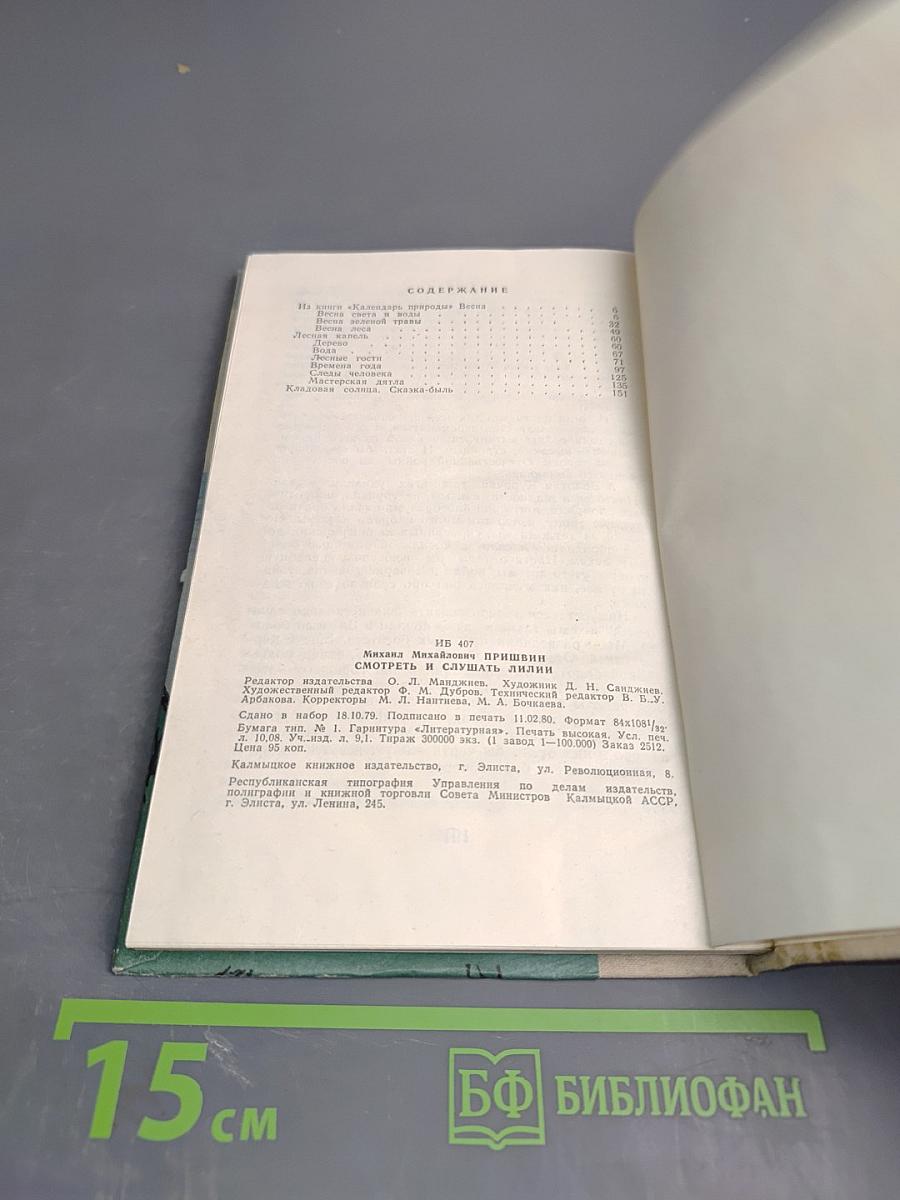 СОДЕРЖАНИЕ
Из книги «Календарь природы» Весна . . . . . . . . 6
Весна света и воды . . . . . . . . 6
Весна зеленой травы . . . . . . . . 32
Весна леса . . . . . . . . 49
Лесная капель . . . . . . . . 60
Дерево . . . . . . . . 60
Вода . . . . . . . . 67
Лесные гости . . . . . . . . 71
Времена года . . . . . . . . 97
Следы человека . . . . . . . . 125
Мастерская дятла . . . . . . . . 135
Кладовая солнца. Сказка-быль . . . . . . . . 151
ИБ 407
Михаил Михайлович ПРИШВИН
СМОТРЕТЬ И СЛУШАТЬ ЛИЛИИ
Редактор издательства О. Л. Манджиев. Художник Д. Н. Санджиев.
Художественный редактор Ф. М. Дубров. Технический редактор В. Б.-У.
Арбакова. Корректоры М. Л. Нантиева, М. А. Бочкаева.
Сдано в набор 18.10.79. Подписано в печать 11.02.80. Формат 84х108¹/₃₂.
Бумага тип. № 1. Гарнитура «Литературная». Печать высокая. Усл. печ.
л. 10,08. Уч.-изд. л. 9,1. Тираж 300000 экз. (1 завод 1—100.000) Заказ 2512.
Цена 95 коп.
Калмыцкое книжное издательство, г. Элиста, ул. Революционная, 8.
Республиканская типография Управления по делам издательств,
полиграфии и книжной торговли Совета Министров Калмыцкой АССР,
г. Элиста, ул. Ленина, 245.
15 см
БФ БИБЛИОФАН